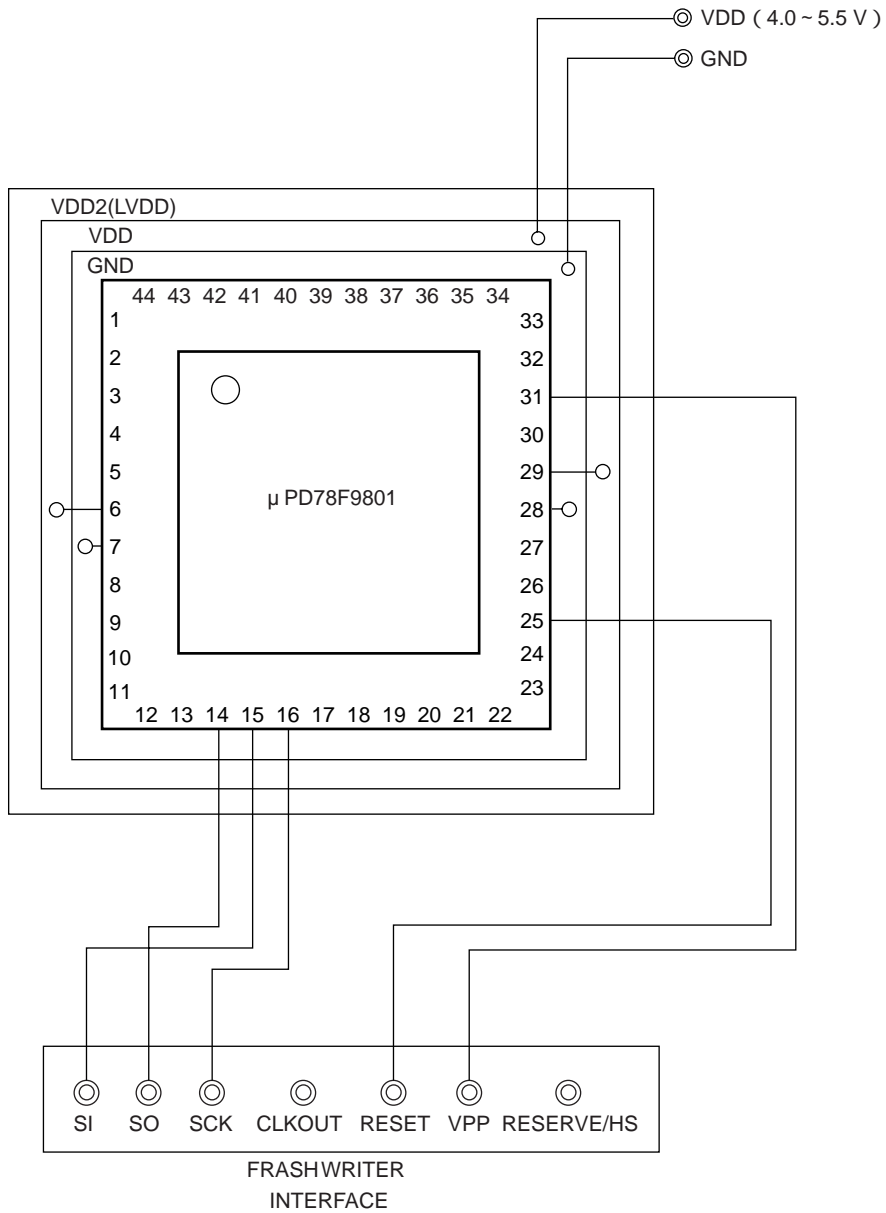 VDD ( 4.0 ~ 5.5 V )
GND
VDD2(LVDD)
VDD
GND
44 43 42 41 40 39 38 37 36 35 34
1 33
2 32
3 31
4 30
5 29
6 28
7 27
8 26
9 25
10 24
11 23
µ PD78F9801
12 13 14 15 16 17 18 19 20 21 22
SI SO SCK CLKOUT RESET VPP RESERVE/HS
FRASH WRITER
INTERFACE